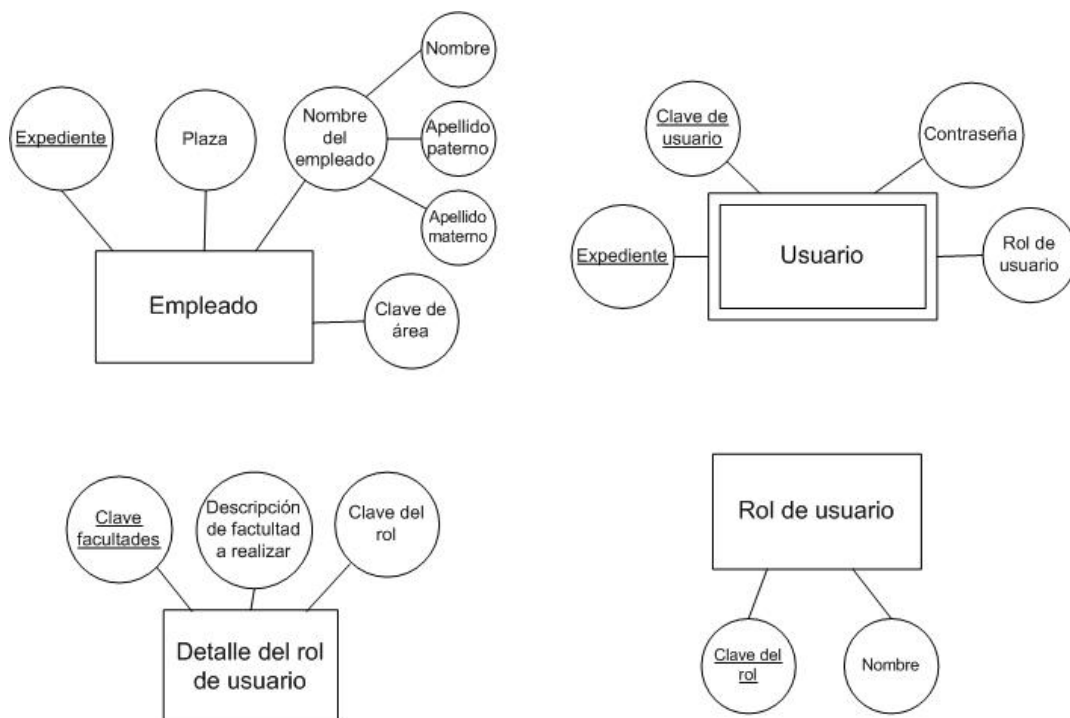 Nombre
Expediente
Plaza
Nombre
del
empleado
Apellido
paterno
Apellido
materno
Empleado
Clave de
área
Clave de
usuario
Contraseña
Expediente
Usuario
Rol de
usuario
Clave
facultades
Descripción
de factultad
a realizar
Clave del
rol
Detalle del rol
de usuario
Rol de usuario
Clave del
rol
Nombre